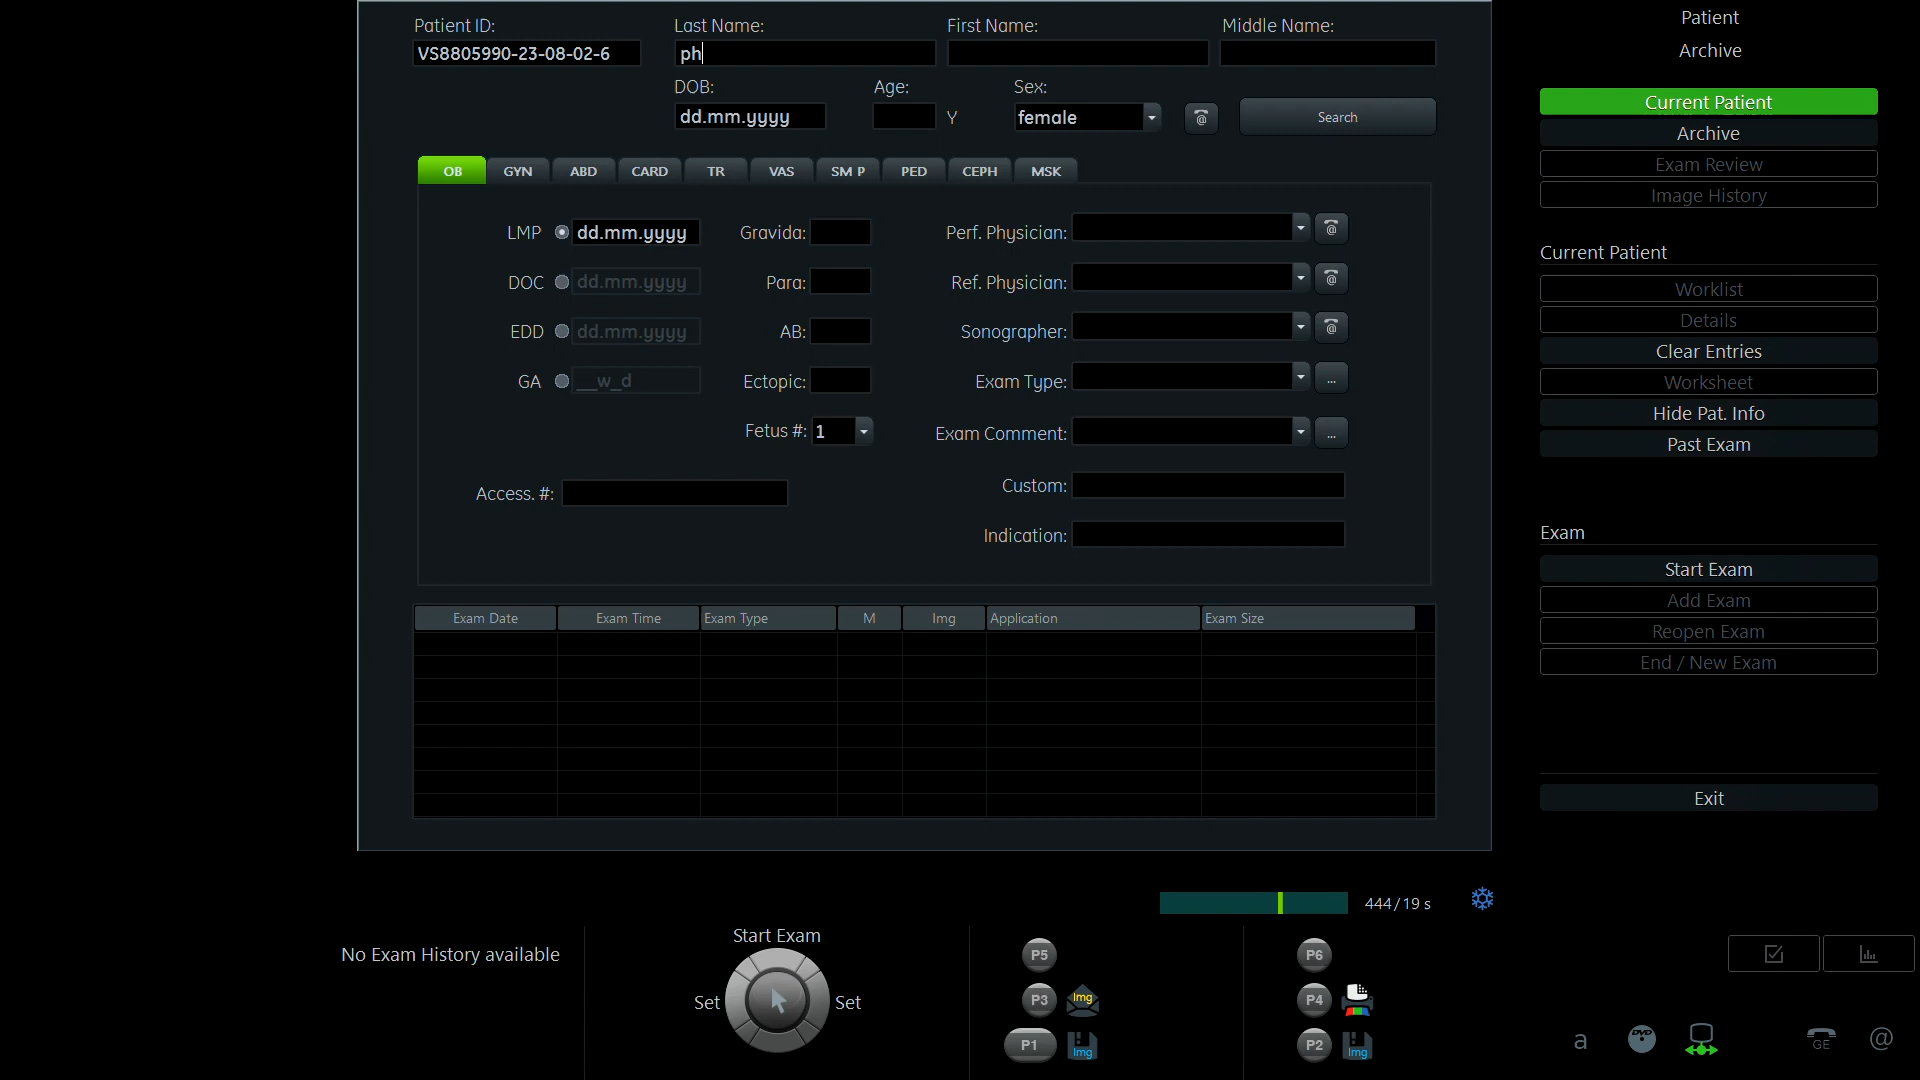 Patient ID: Last Name: First Name: Middle Name:
VS8805990-23-08-02-6 ph
DOB: Age: Sex:
dd.mm.yyyy Y female @ Search
OB GYN ABD CARD TR VAS SM P PED CEPH MSK
LMP dd.mm.yyyy Gravida: Perf. Physician: @
DOC dd.mm.yyyy Para: Ref. Physician: @
EDD dd.mm.yyyy AB: Sonographer: @
GA __w_d Ectopic: Exam Type: ...
Fetus #: 1 Exam Comment: ...
Access. #: Custom:
Indication:
Exam Date Exam Time Exam Type M Img Application Exam Size
Patient
Archive
Current Patient
Archive
Exam Review
Image History
Current Patient
Worklist
Details
Clear Entries
Worksheet
Hide Pat. Info
Past Exam
Exam
Start Exam
Add Exam
Reopen Exam
End / New Exam
Exit
444/19 s
No Exam History available
Start Exam
Set Set
P5 P6
P3 Img P4
P1 Img P2 Img
a DVD GE @